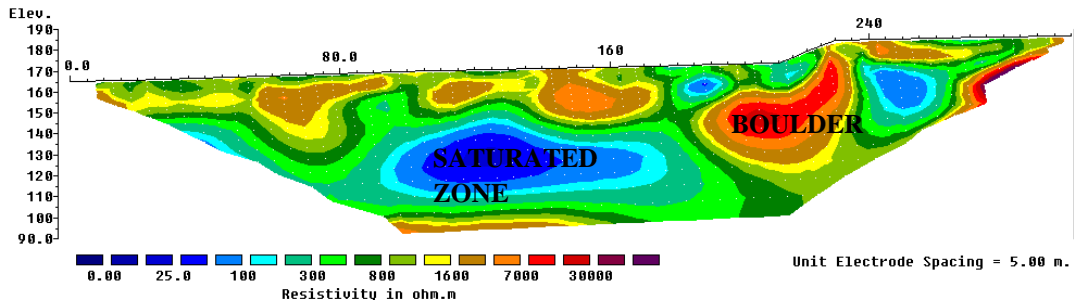 Elev.
190
180
170
160
150
140
130
120
110
100
90.0
0.0
80.0
160
240
BOULDER
SATURATED
ZONE
0.00 25.0 100 300 800 1600 7000 30000
Resistivity in ohm.m
Unit Electrode Spacing = 5.00 m.